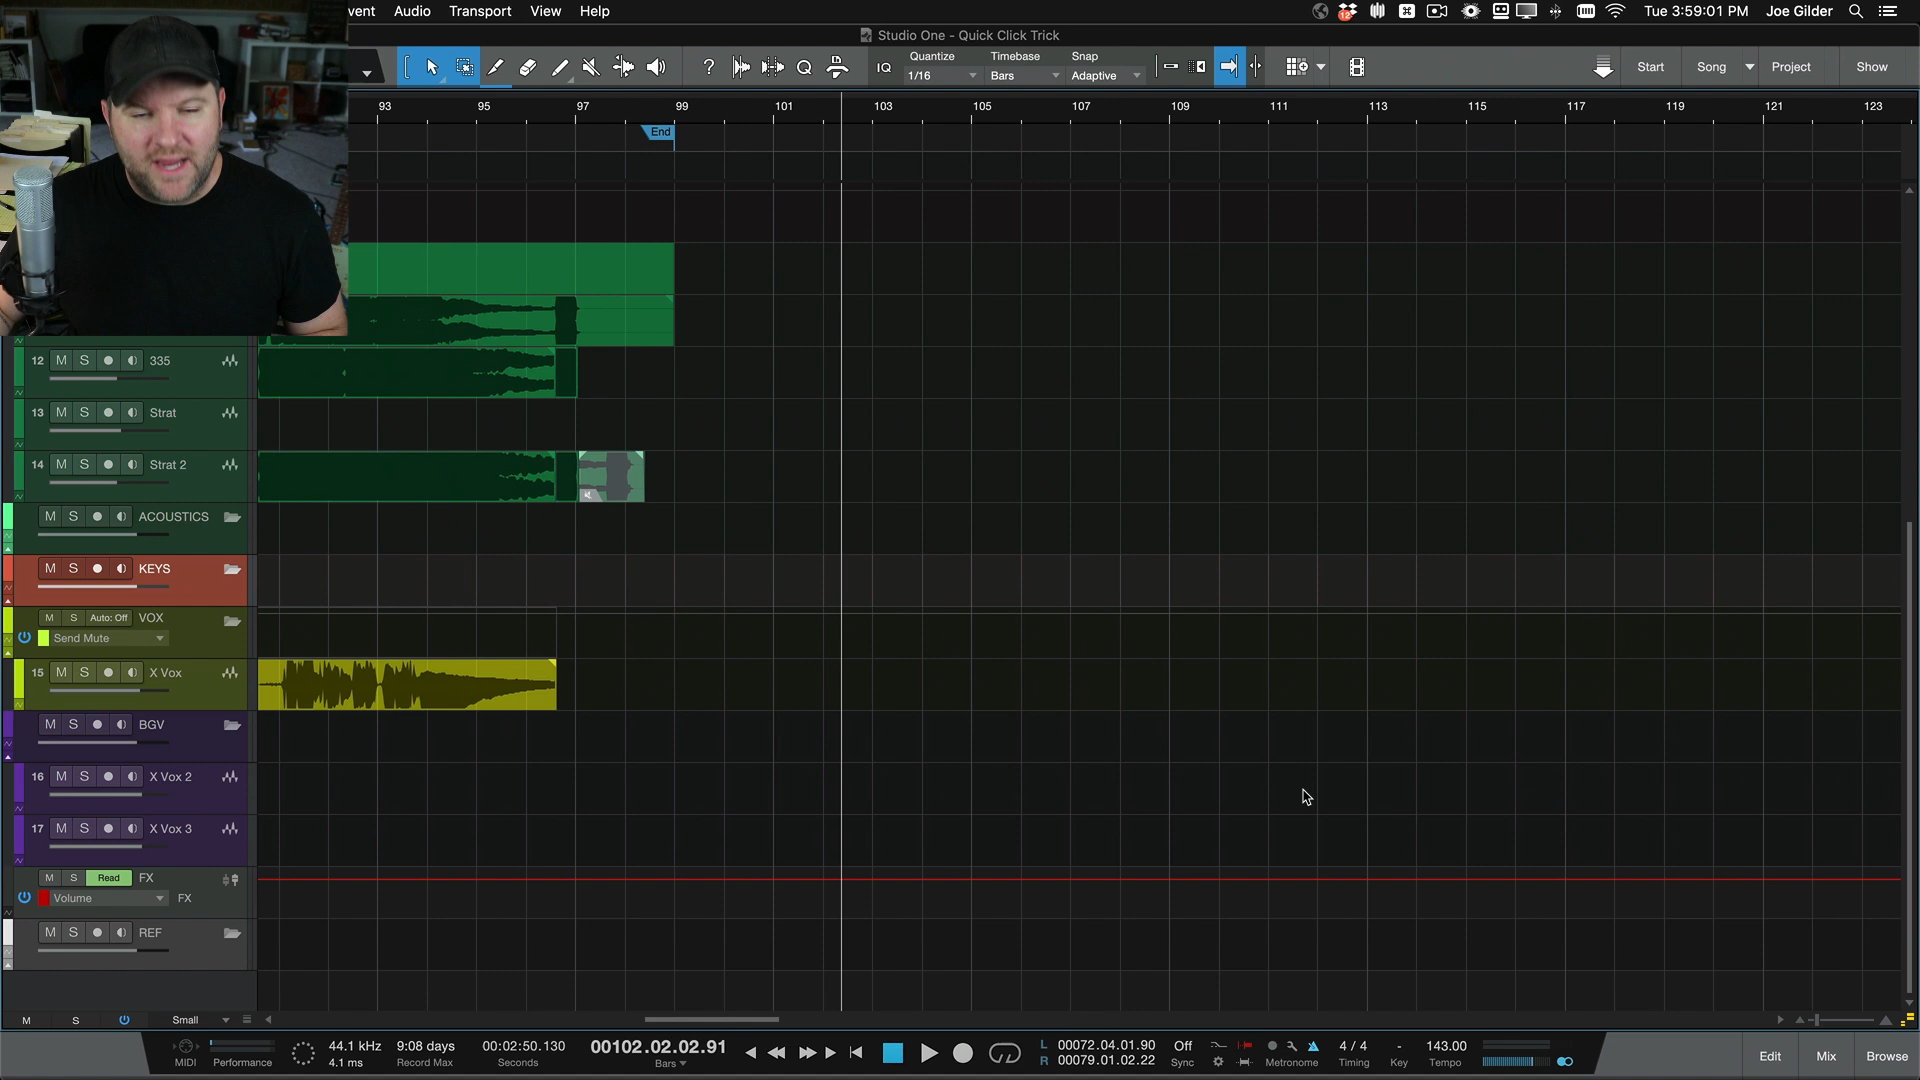 vent Audio Transport View Help
12
Tue 3:59:01 PM Joe Gilder
Studio One - Quick Click Trick
? Q IQ
Quantize Timebase Snap
1/16 Bars Adaptive
Start Song Project Show
93 95 97 99 101 103 105 107 109 111 113 115 117 119 121 123
End
12 M S 335
13 M S Strat
14 M S Strat 2
M S ACOUSTICS
M S KEYS
M S Auto: Off VOX
Send Mute
15 M S X Vox
M S BGV
16 M S X Vox 2
17 M S X Vox 3
M S Read FX
Volume FX
M S REF
M S Small
MIDI
Performance
44.1 kHz
4.1 ms
9:08 days
Record Max
00:02:50.130
Seconds
00102.02.02.91
Bars
L 00072.04.01.90
R 00079.01.02.22
Off
Sync
Metronome
4 / 4
Timing
-
Key
143.00
Tempo
Edit Mix Browse